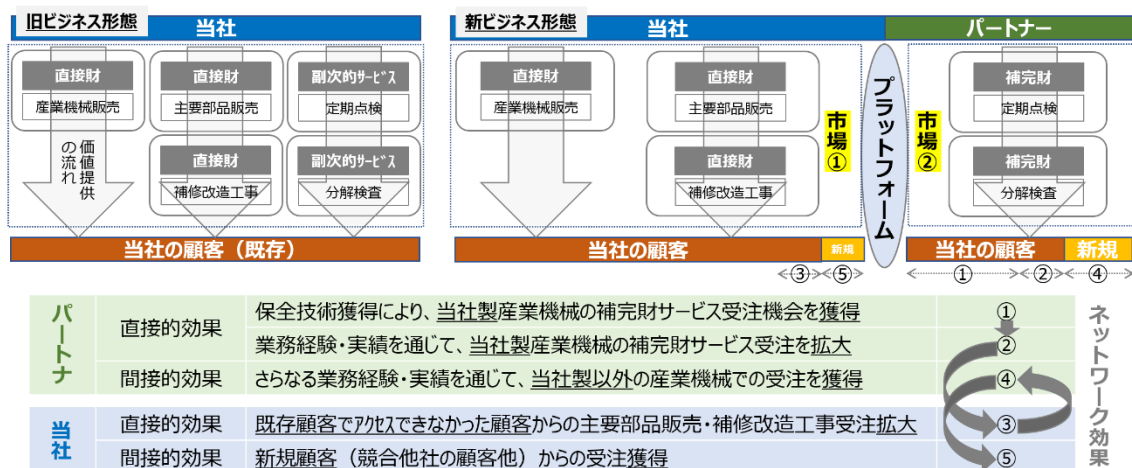 旧ビジネス形態
当社
直接財
産業機械販売
価値提供
の流れ
直接財
主要部品販売
直接財
補修改造工事
副次的ｻｰﾋﾞｽ
定期点検
副次的ｻｰﾋﾞｽ
分解検査
当社の顧客（既存）
新ビジネス形態
当社
パートナー
直接財
産業機械販売
直接財
主要部品販売
直接財
補修改造工事
市場①
プラットフォーム
市場②
補完財
定期点検
補完財
分解検査
当社の顧客
新規
当社の顧客
新規
③
⑤
①
②
④
パートナ
直接的効果
保全技術獲得により、当社製産業機械の補完財サービス受注機会を獲得
①
業務経験・実績を通じて、当社製産業機械の補完財サービス受注を拡大
②
間接的効果
さらなる業務経験・実績を通じて、当社製以外の産業機械での受注を獲得
④
当社
直接的効果
既存顧客でｱｸｾｽできなかった顧客からの主要部品販売・補修改造工事受注拡大
③
間接的効果
新規顧客（競合他社の顧客他）からの受注獲得
⑤
ネットワーク効果